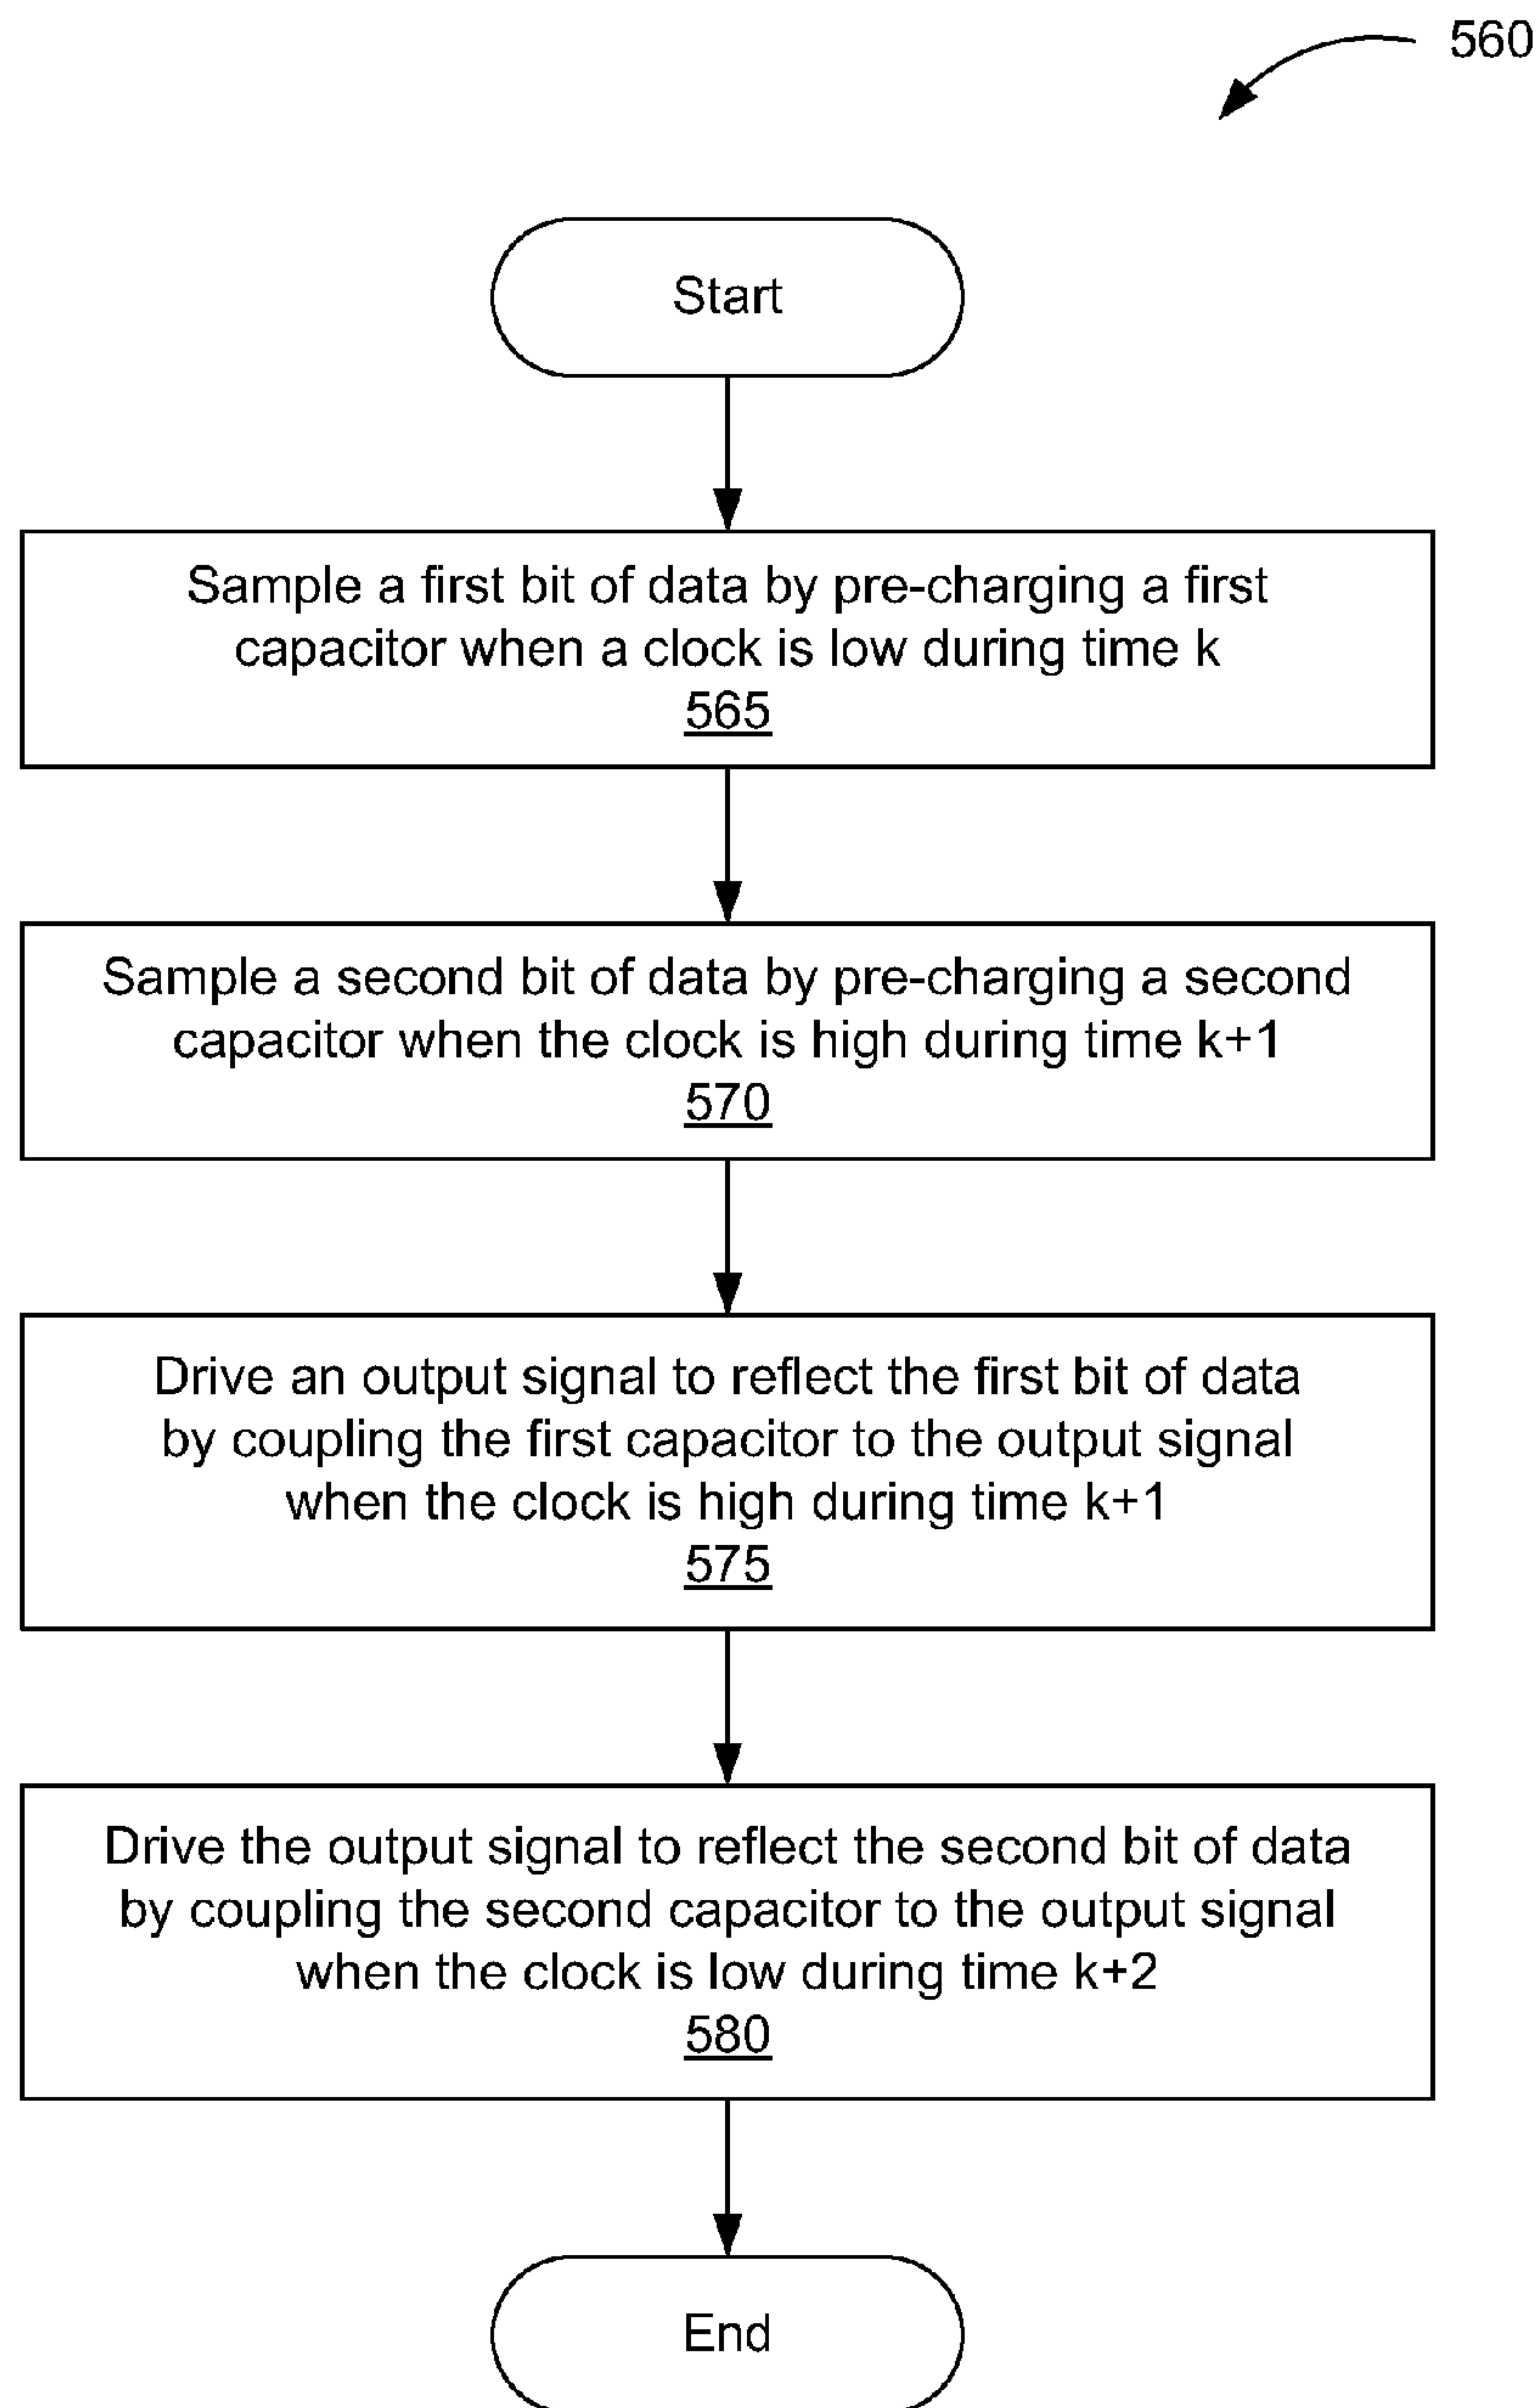 560
Start
Sample a first bit of data by pre-charging a first
capacitor when a clock is low during time k
565
Sample a second bit of data by pre-charging a second
capacitor when the clock is high during time k+1
570
Drive an output signal to reflect the first bit of data
by coupling the first capacitor to the output signal
when the clock is high during time k+1
575
Drive the output signal to reflect the second bit of data
by coupling the second capacitor to the output signal
when the clock is low during time k+2
580
End